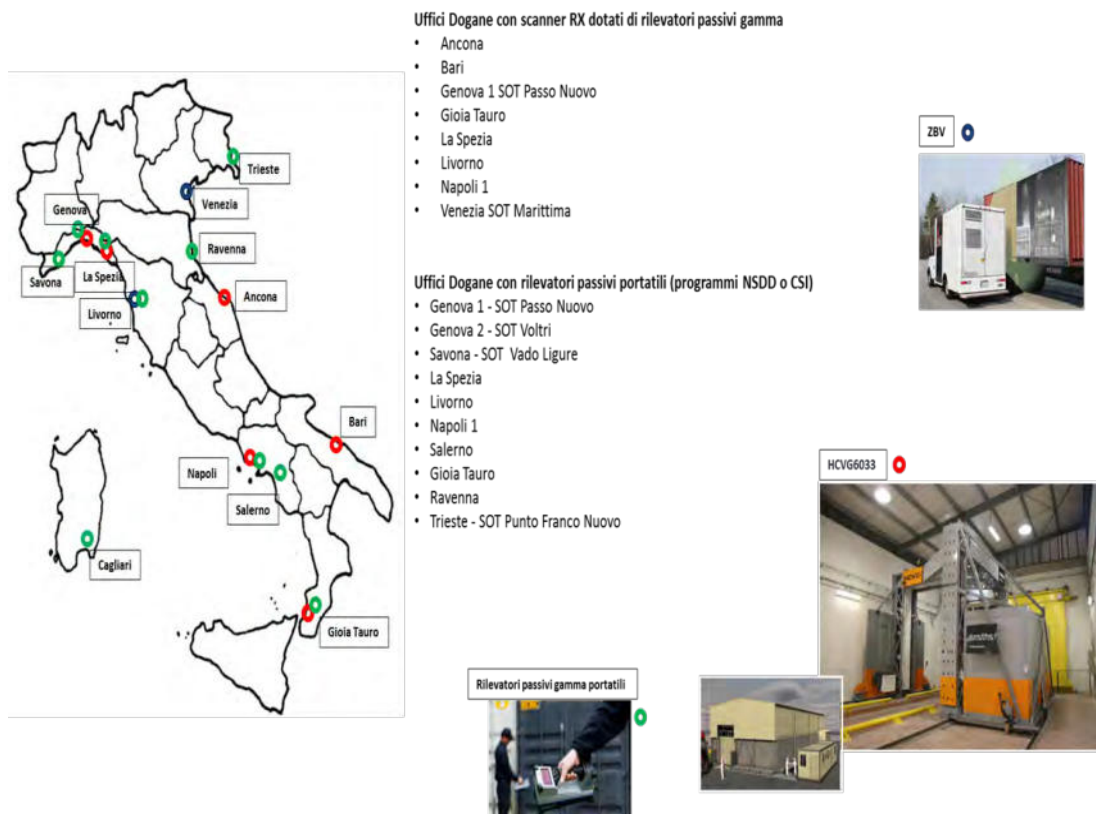 Uffici Dogane con scanner RX dotati di rilevatori passivi gamma
• Ancona
• Bari
• Genova 1 SOT Passo Nuovo
• Gioia Tauro
• La Spezia
• Livorno
• Napoli 1
• Venezia SOT Marittima
Uffici Dogane con rilevatori passivi portatili (programmi NSDD o CSI)
• Genova 1 - SOT Passo Nuovo
• Genova 2 - SOT Voltri
• Savona - SOT Vado Ligure
• La Spezia
• Livorno
• Napoli 1
• Salerno
• Gioia Tauro
• Ravenna
• Trieste - SOT Punto Franco Nuovo
Trieste
Venezia
Genova
Ravenna
Savona
La Spezia
Ancona
Livorno
Bari
Napoli
Salerno
Cagliari
Gioia Tauro
ZBV
HCVG6033
smiths
Rilevatori passivi gamma portatili